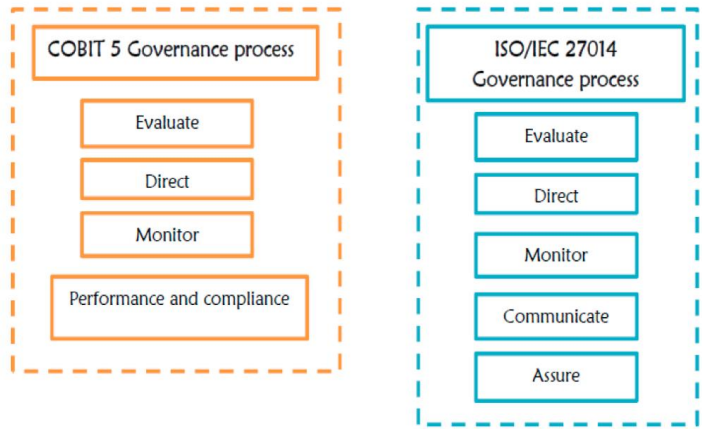 COBIT 5 Governance process
Evaluate
Direct
Monitor
Performance and compliance
ISO/IEC 27014
Governance process
Evaluate
Direct
Monitor
Communicate
Assure